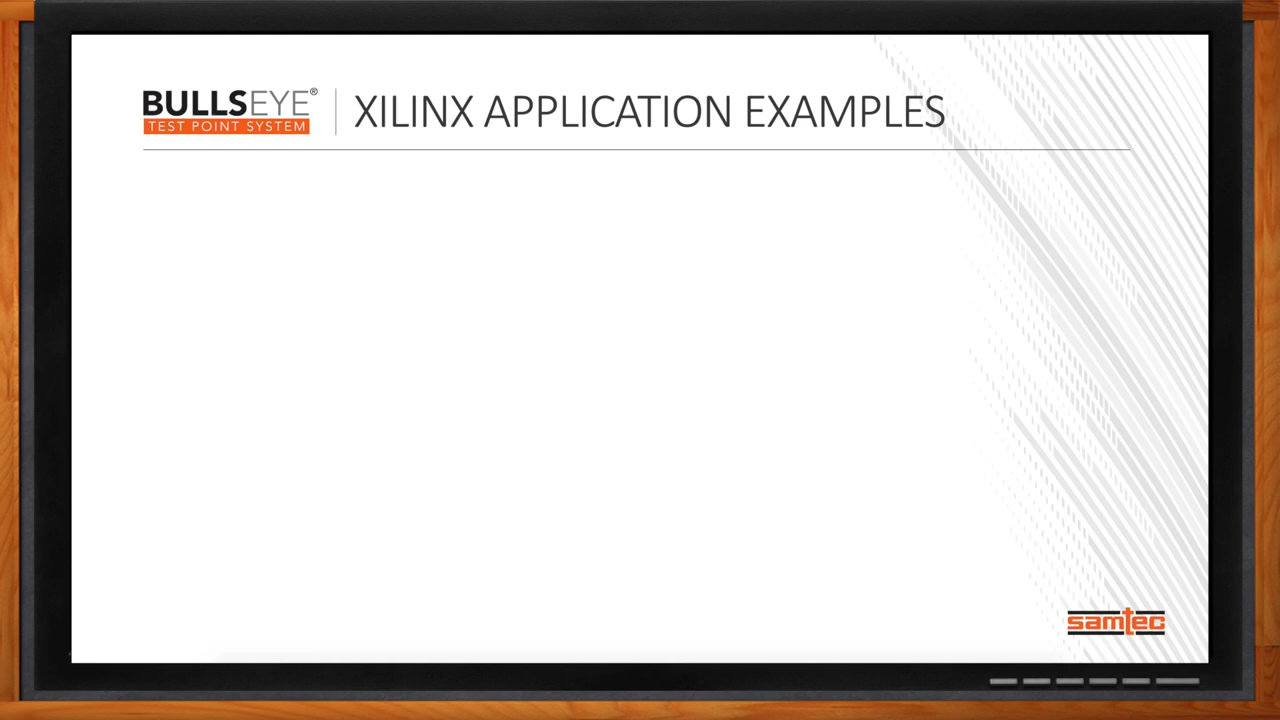 BULLSEYE®
TEST POINT SYSTEM
XILINX APPLICATION EXAMPLES
samtec